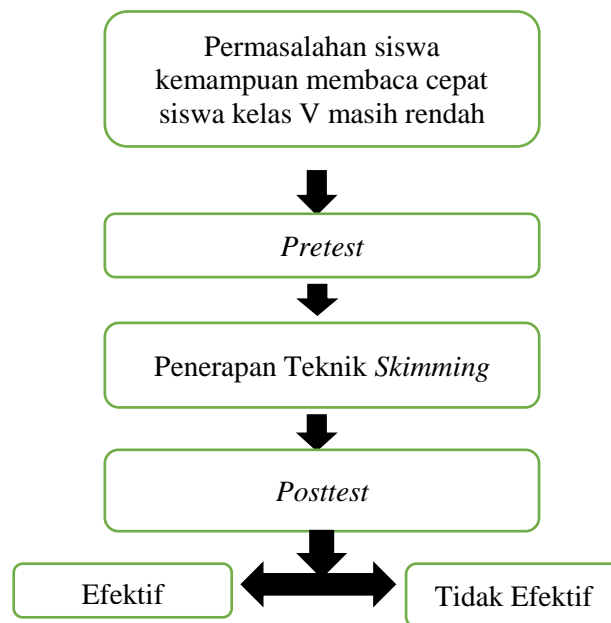 Permasalahan siswa
kemampuan membaca cepat
siswa kelas V masih rendah
Pretest
Penerapan Teknik Skimming
Posttest
Efektif
Tidak Efektif